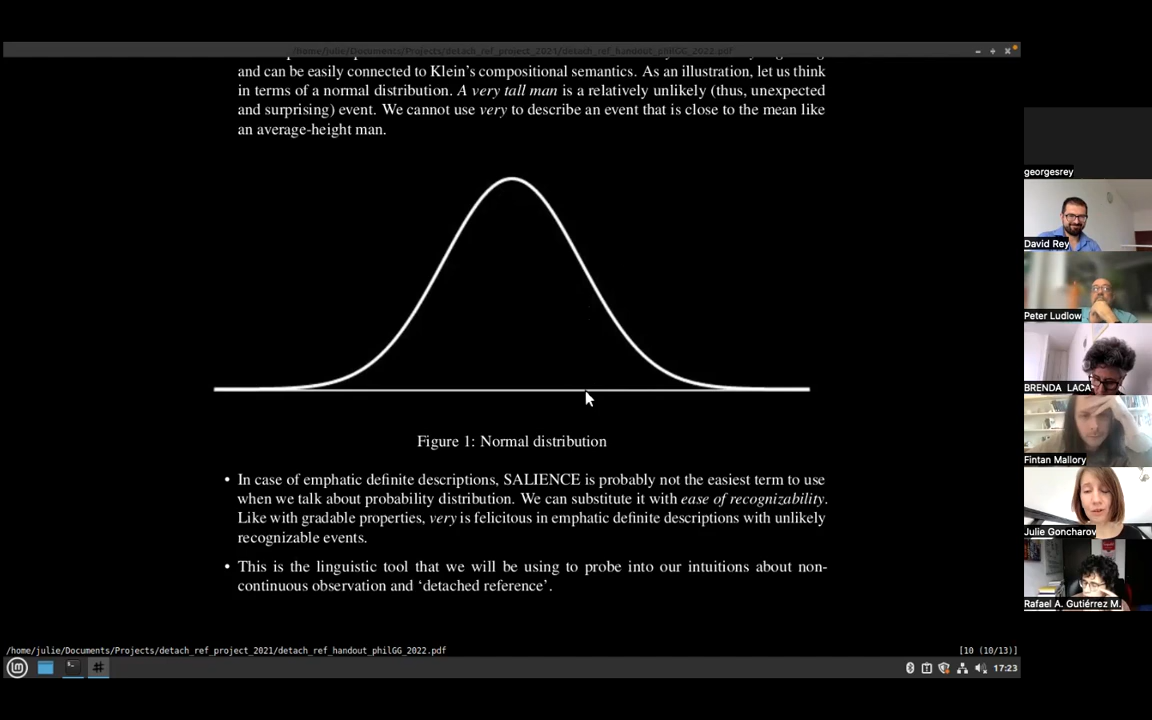 /home/julie/Documents/Projects/detach_ref_project_2021/detach_ref_handout_philGG_2022.pdf
and can be easily connected to Klein's compositional semantics. As an illustration, let us think
in terms of a normal distribution. A very tall man is a relatively unlikely (thus, unexpected
and surprising) event. We cannot use very to describe an event that is close to the mean like
an average-height man.
Figure 1: Normal distribution
• In case of emphatic definite descriptions, SALIENCE is probably not the easiest term to use
when we talk about probability distribution. We can substitute it with ease of recognizability.
Like with gradable properties, very is felicitous in emphatic definite descriptions with unlikely
recognizable events.
• This is the linguistic tool that we will be using to probe into our intuitions about non-
continuous observation and ‘detached reference’.
/home/julie/Documents/Projects/detach_ref_project_2021/detach_ref_handout_philGG_2022.pdf
[10 (10/13)]
17:23
georgesrey
David Rey
Peter Ludlow
BRENDA LACA
Fintan Mallory
Julie Goncharov
Rafael A. Gutiérrez M.